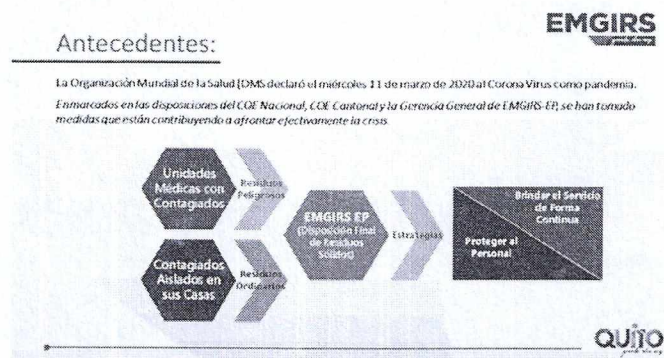 EMGIRS
Antecedentes:
La Organización Mundial de la Salud (OMS declaró el miércoles 11 de marzo de 2020 al Corona Virus como pandemia.
Enmarcados en las disposiciones del COE Nacional, COE Cantonal y la Gerencia General de EMGIRS-EP, se han tomado
medidas que están contribuyendo a afrontar efectivamente la crisis
Unidades
Médicas con
Contagiados
Residuos
Peligrosos
Contagiados
Aislados en
sus Casas
Residuos
Ordinarios
EMGIRS EP
(Disposición Final
de Residuos
Sólidos)
Estrategias
Brindar el Servicio
de Forma
Continua
Proteger al
Personal
QUITO